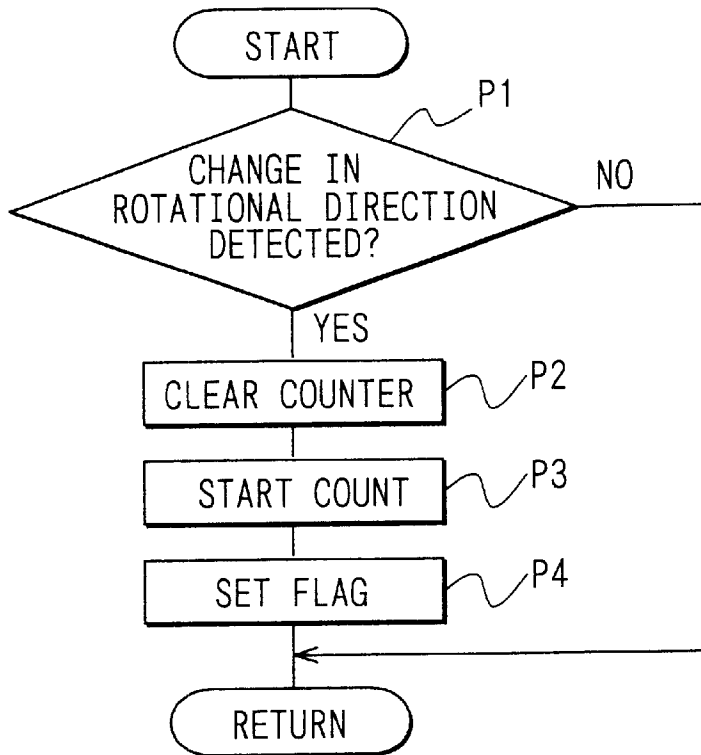 START
P1
CHANGE IN
ROTATIONAL DIRECTION
DETECTED?
NO
YES
CLEAR COUNTER
P2
START COUNT
P3
SET FLAG
P4
RETURN